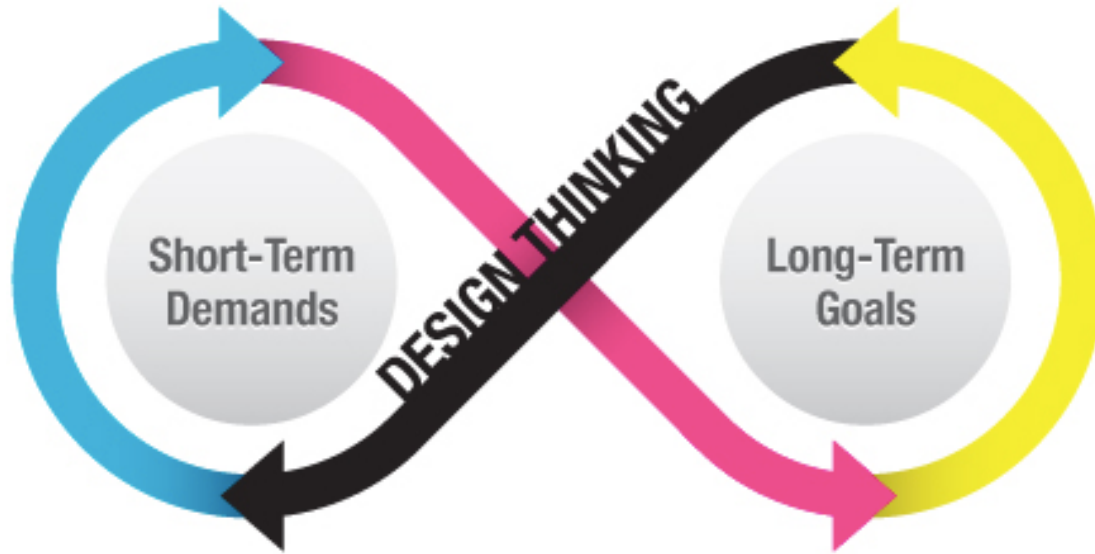 Short-Term
Demands
DESIGN THINKING
Long-Term
Goals